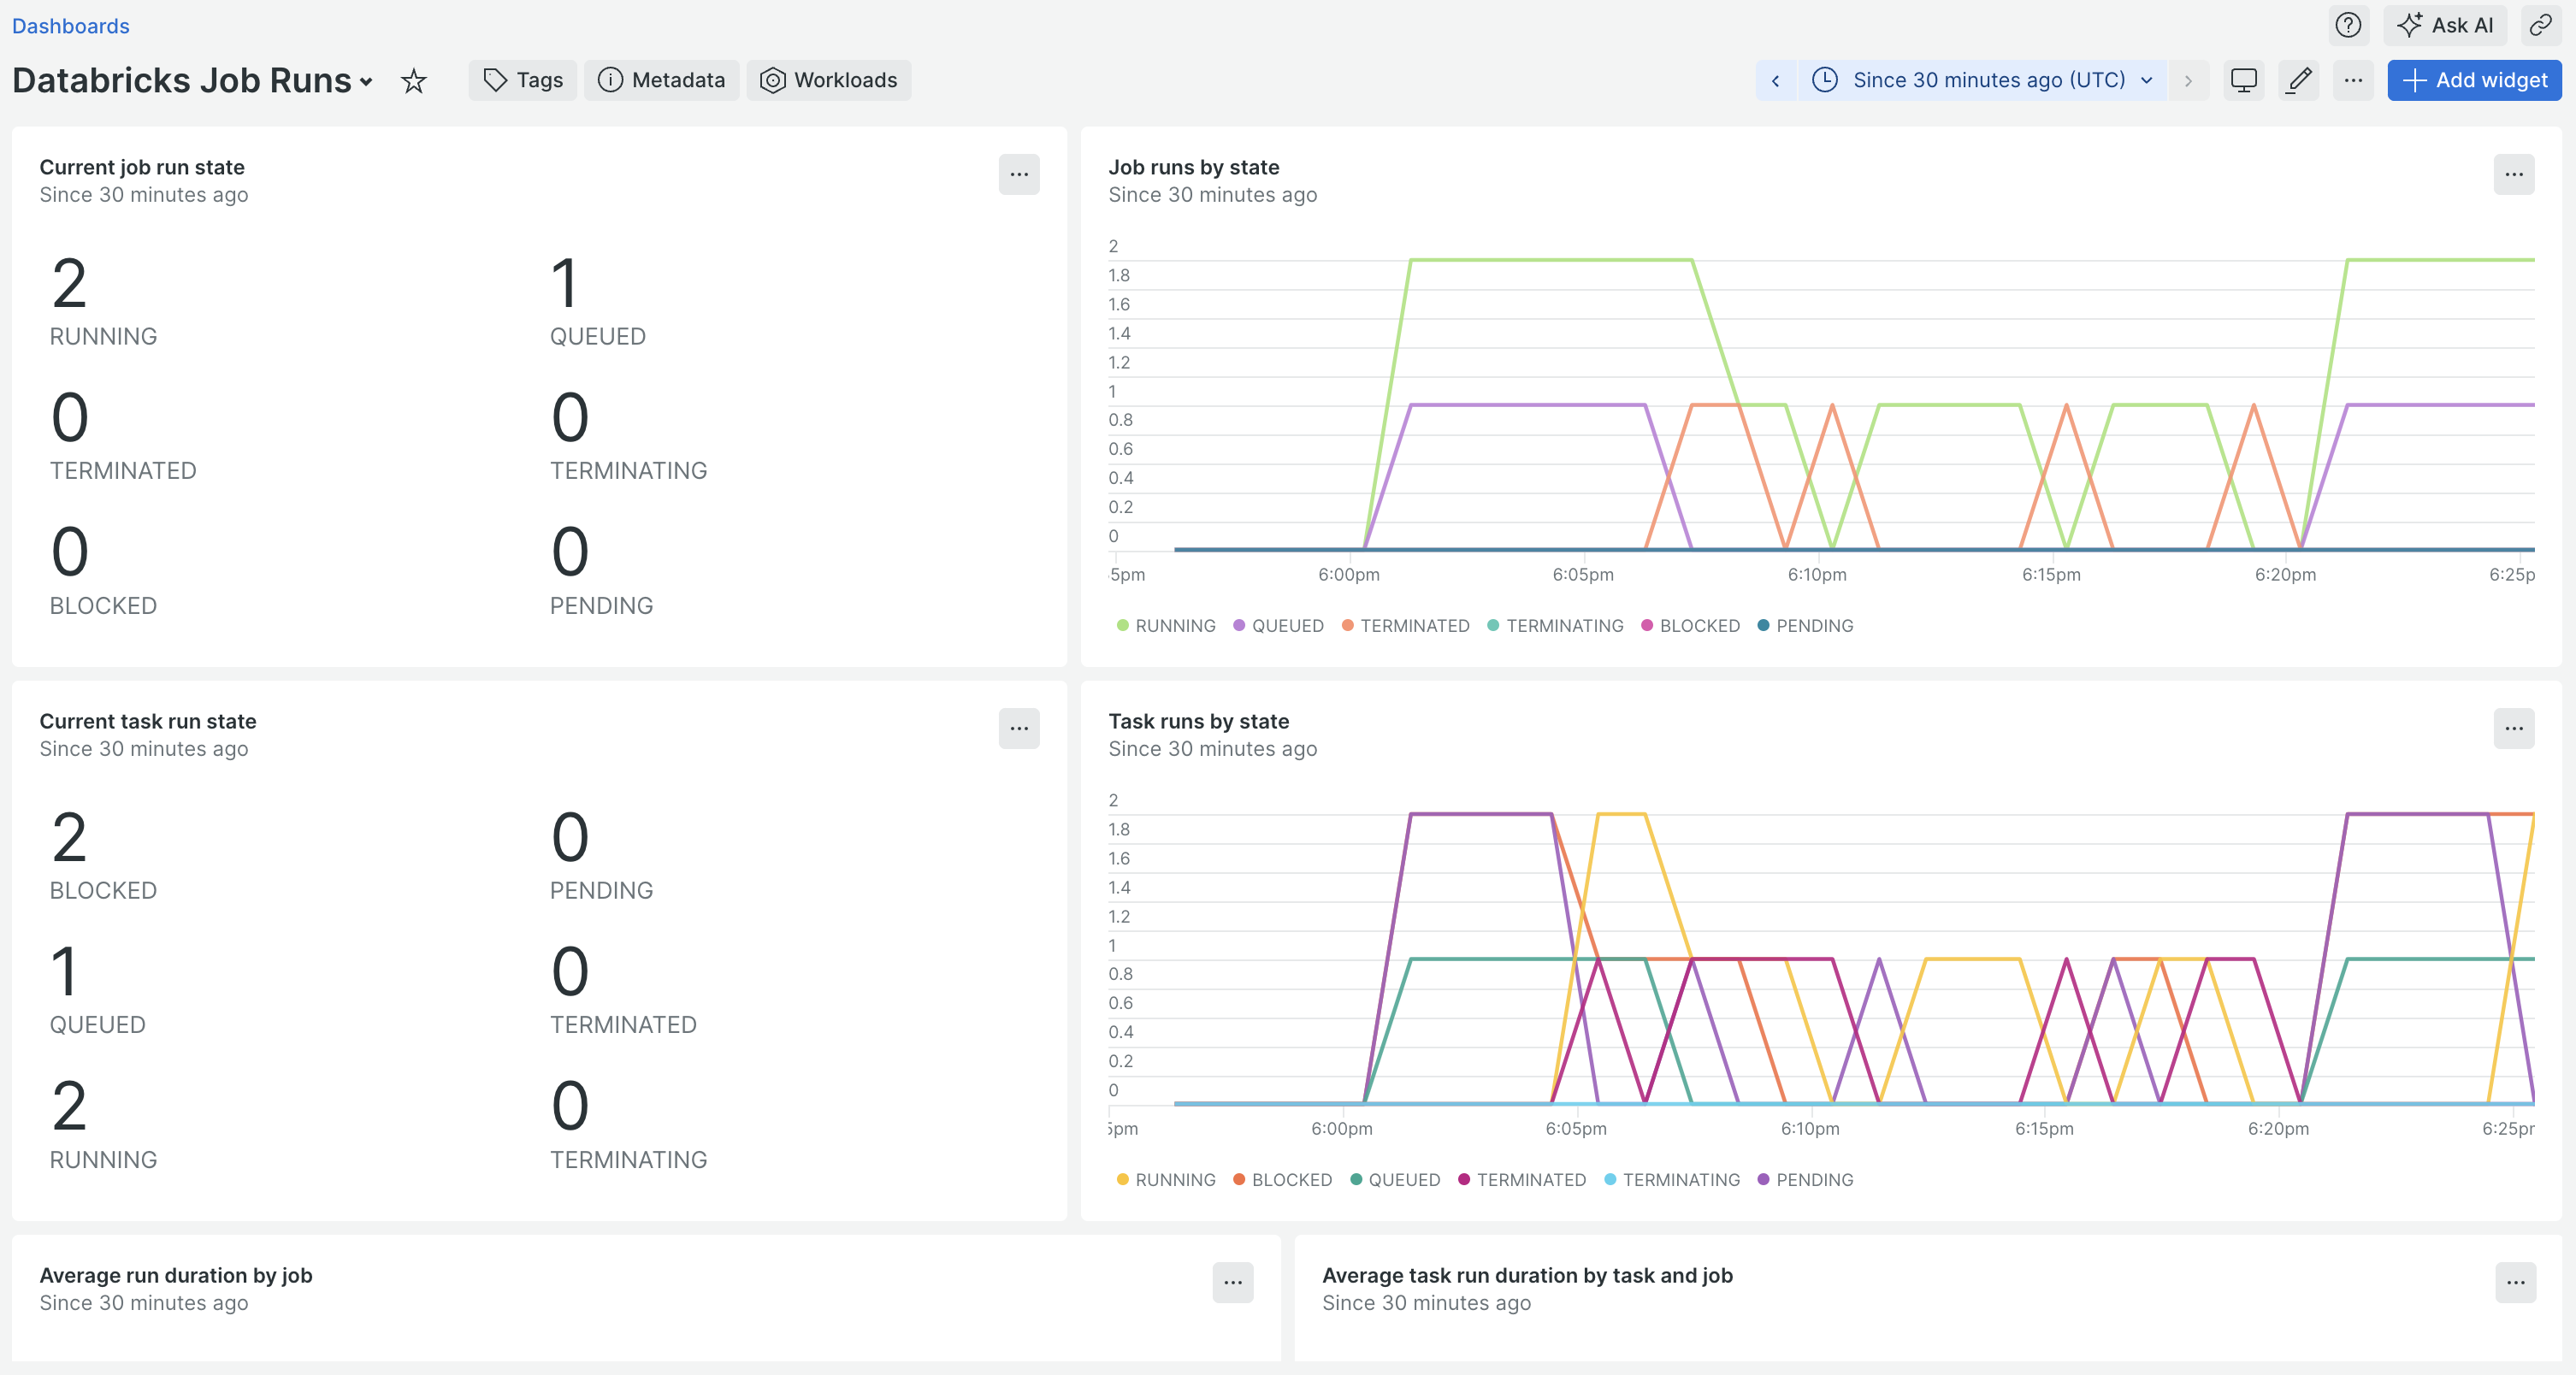 Dashboards
Ask AI
Databricks Job Runs
Tags
Metadata
Workloads
Since 30 minutes ago (UTC)
Add widget
Current job run state
Since 30 minutes ago
2
RUNNING
1
QUEUED
0
TERMINATED
0
TERMINATING
0
BLOCKED
0
PENDING
Job runs by state
Since 30 minutes ago
2
1.8
1.6
1.4
1.2
1
0.8
0.6
0.4
0.2
0
5pm
6:00pm
6:05pm
6:10pm
6:15pm
6:20pm
6:25p
RUNNING
QUEUED
TERMINATED
TERMINATING
BLOCKED
PENDING
Current task run state
Since 30 minutes ago
2
BLOCKED
0
PENDING
1
QUEUED
0
TERMINATED
2
RUNNING
0
TERMINATING
Task runs by state
Since 30 minutes ago
2
1.8
1.6
1.4
1.2
1
0.8
0.6
0.4
0.2
0
5pm
6:00pm
6:05pm
6:10pm
6:15pm
6:20pm
6:25pm
RUNNING
BLOCKED
QUEUED
TERMINATED
TERMINATING
PENDING
Average run duration by job
Since 30 minutes ago
Average task run duration by task and job
Since 30 minutes ago